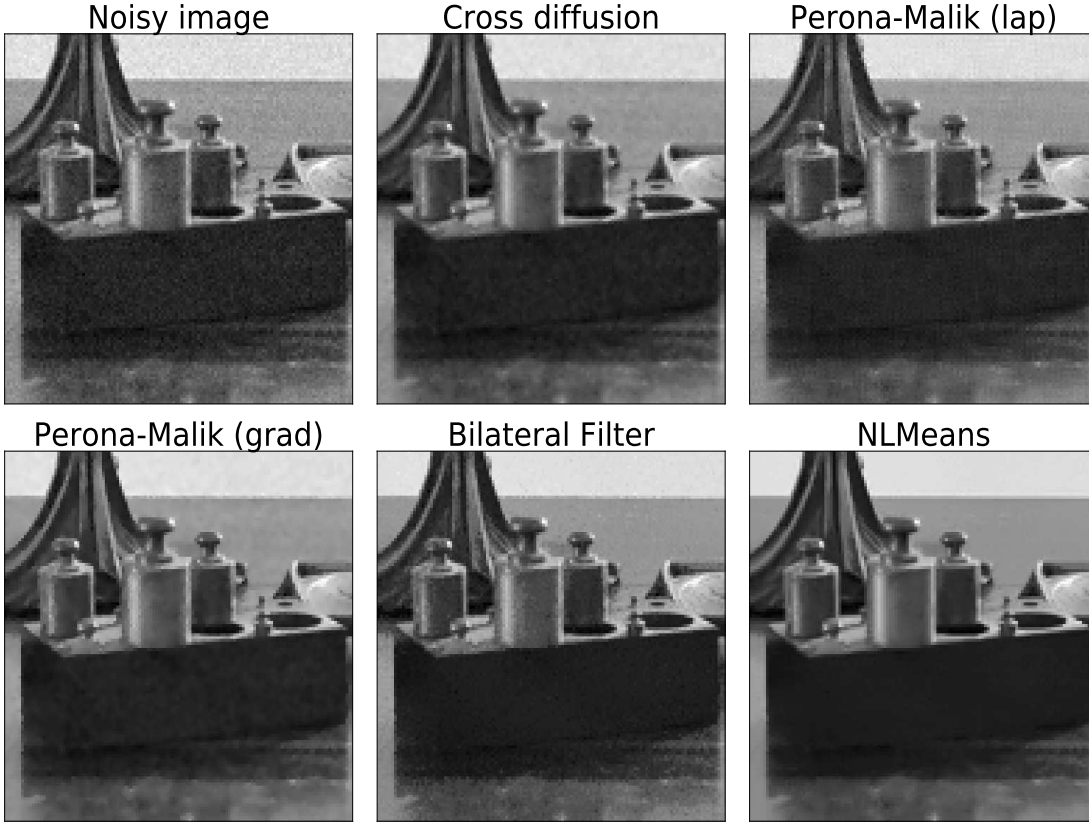 Noisy image
Cross diffusion
Perona-Malik (lap)
Perona-Malik (grad)
Bilateral Filter
NLMeans